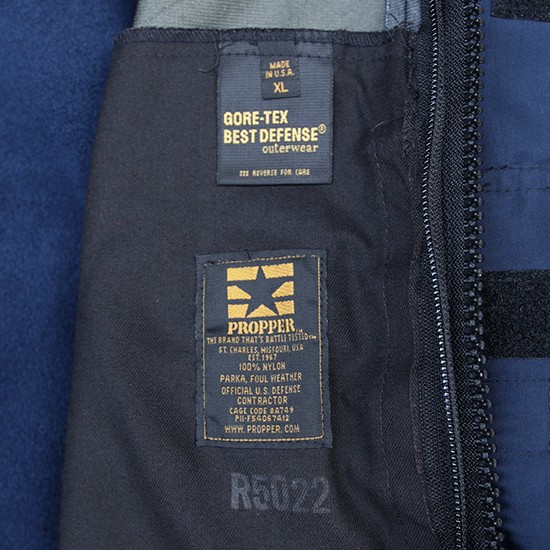 MADE
IN U.S.A.
XL
GORE-TEX
BEST DEFENSE®
outerwear
SEE REVERSE FOR CARE
PROPPER™
THE BRAND THAT'S BATTLE TESTED™
ST. CHARLES, MISSOURI, USA
EST. 1967
100% NYLON
PARKA, FOUL WEATHER
OFFICIAL U.S. DEFENSE
CONTRACTOR
CAGE CODE 8A749
PII-F54067412
WWW.PROPPER.COM
R5022